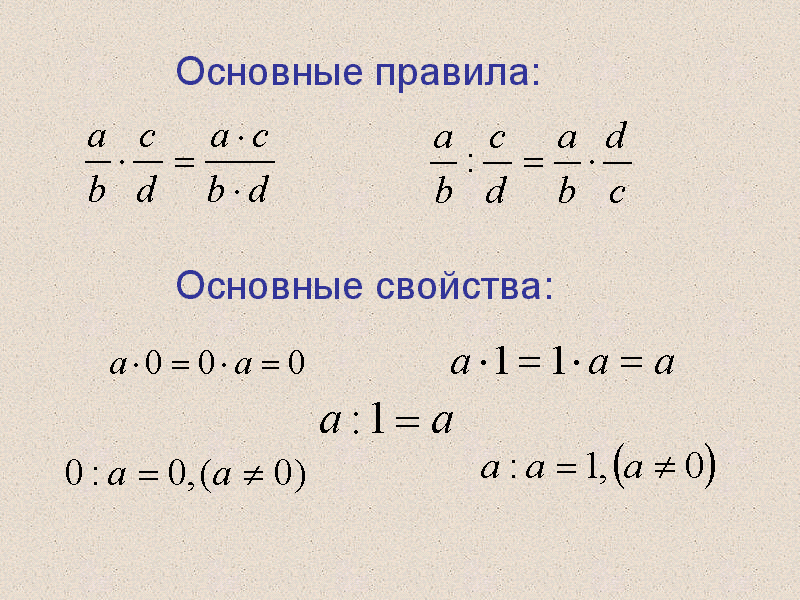 Основные правила:
a/b · c/d = a · c/b · d
a/b : c/d = a/b · d/c
Основные свойства:
a · 0 = 0 · a = 0
a · 1 = 1 · a = a
a : 1 = a
0 : a = 0, (a ≠ 0)
a : a = 1, (a ≠ 0)